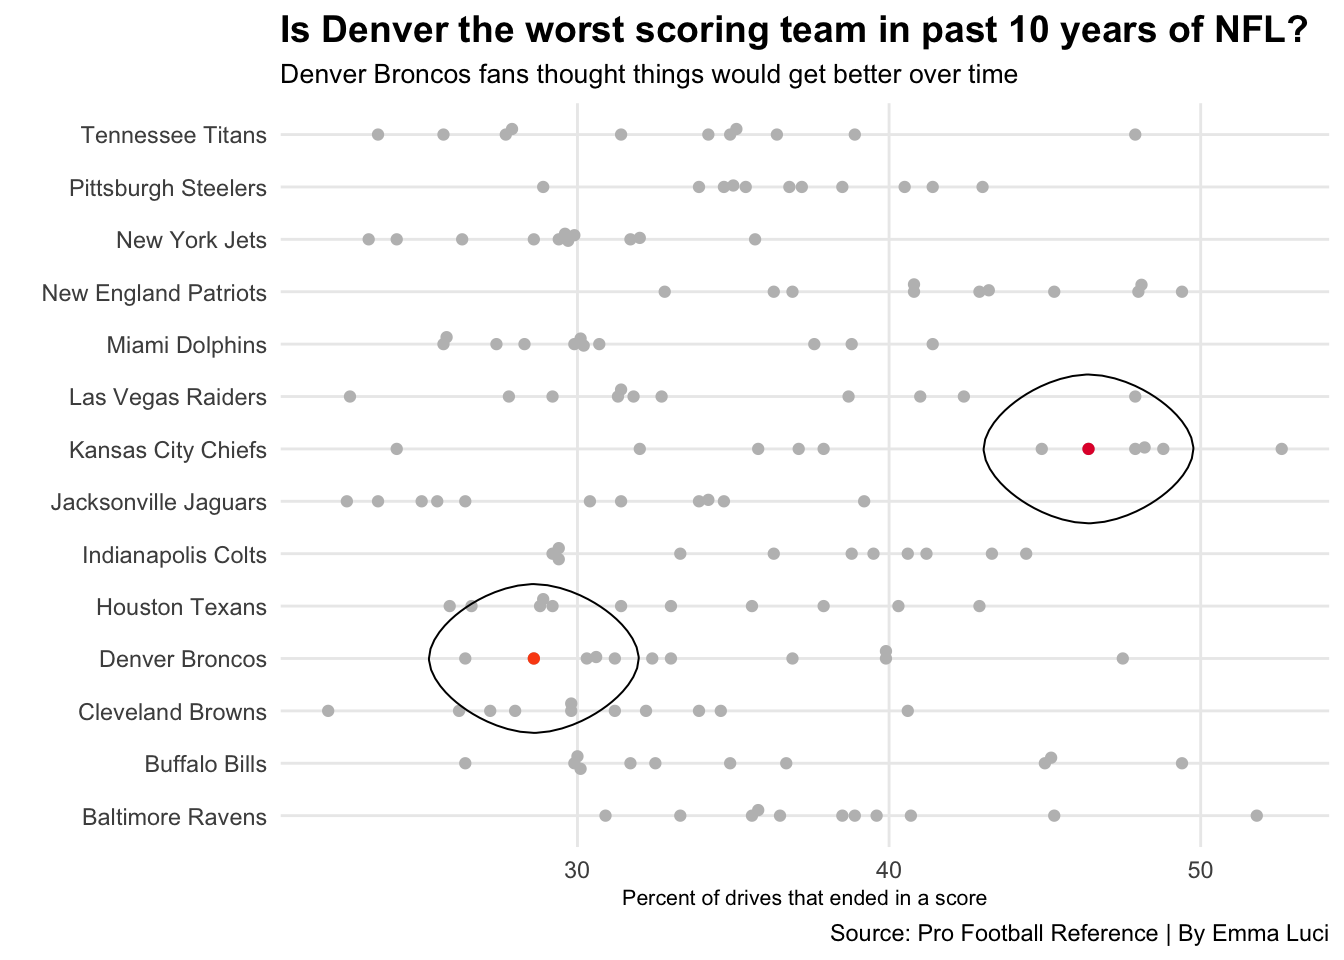 Is Denver the worst scoring team in past 10 years of NFL?
Denver Broncos fans thought things would get better over time
Tennessee Titans
Pittsburgh Steelers
New York Jets
New England Patriots
Miami Dolphins
Las Vegas Raiders
Kansas City Chiefs
Jacksonville Jaguars
Indianapolis Colts
Houston Texans
Denver Broncos
Cleveland Browns
Buffalo Bills
Baltimore Ravens
30 40 50
Percent of drives that ended in a score
Source: Pro Football Reference | By Emma Luci